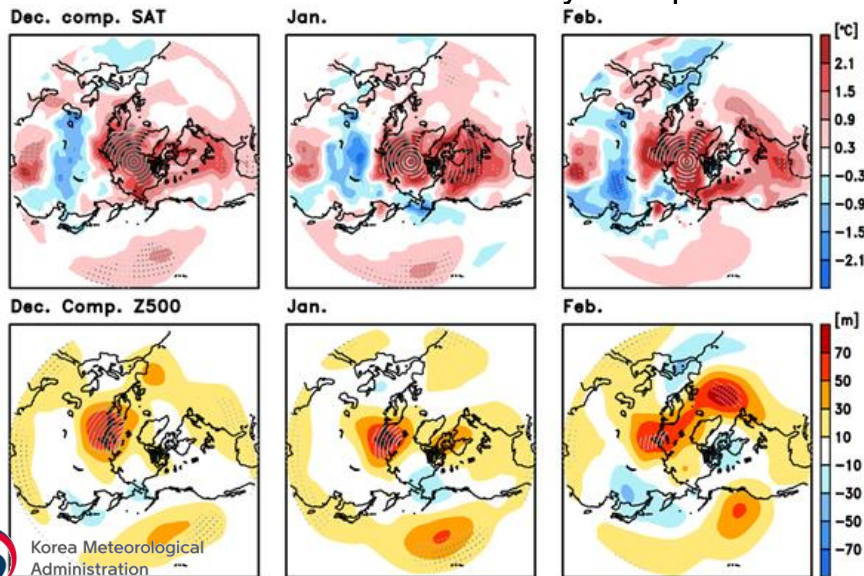 Dec. comp. SAT
Jan.
Feb.
[°C]
2.1
1.5
0.9
0.3
-0.3
-0.9
-1.5
-2.1
Dec. Comp. Z500
Jan.
Feb.
[m]
70
50
30
10
-10
-30
-50
-70
Korea Meteorological
Administration